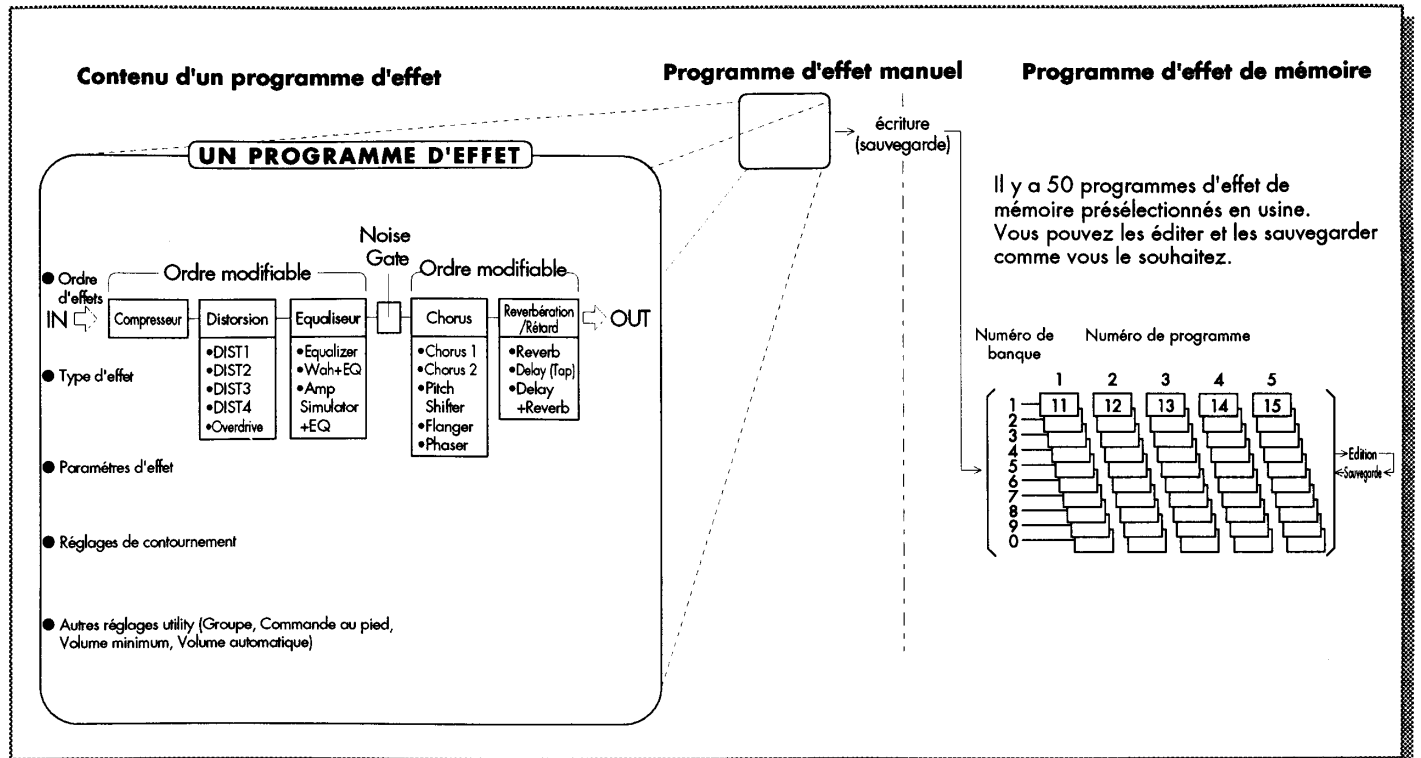 Contenu d'un programme d'effet
Programme d'effet manuel
Programme d'effet de mémoire
UN PROGRAMME D'EFFET
écriture
(sauvegarde)
Il y a 50 programmes d'effet de
mémoire présélectionnés en usine.
Vous pouvez les éditer et les sauvegarder
comme vous le souhaitez.
Noise
Gate
● Ordre
d'effets
Ordre modifiable
Ordre modifiable
IN
Compresseur
Distorsion
Equaliseur
Chorus
Reverbération
/Rétard
OUT
● Type d'effet
•DIST1
•DIST2
•DIST3
•DIST4
•Overdrive
•Equalizer
•Wah+EQ
•Amp
Simulator
+EQ
•Chorus 1
•Chorus 2
•Pitch
Shifter
•Flanger
•Phaser
•Reverb
•Delay (Tap)
•Delay
+Reverb
● Paramétres d'effet
● Réglages de contournement
● Autres réglages utility (Groupe, Commande au pied,
Volume minimum, Volume automatique)
Numéro de
banque
Numéro de programme
1 2 3 4 5
1 11 12 13 14 15
2
3
4
5
6
7
8
9
0
Edition
Sauvegarde